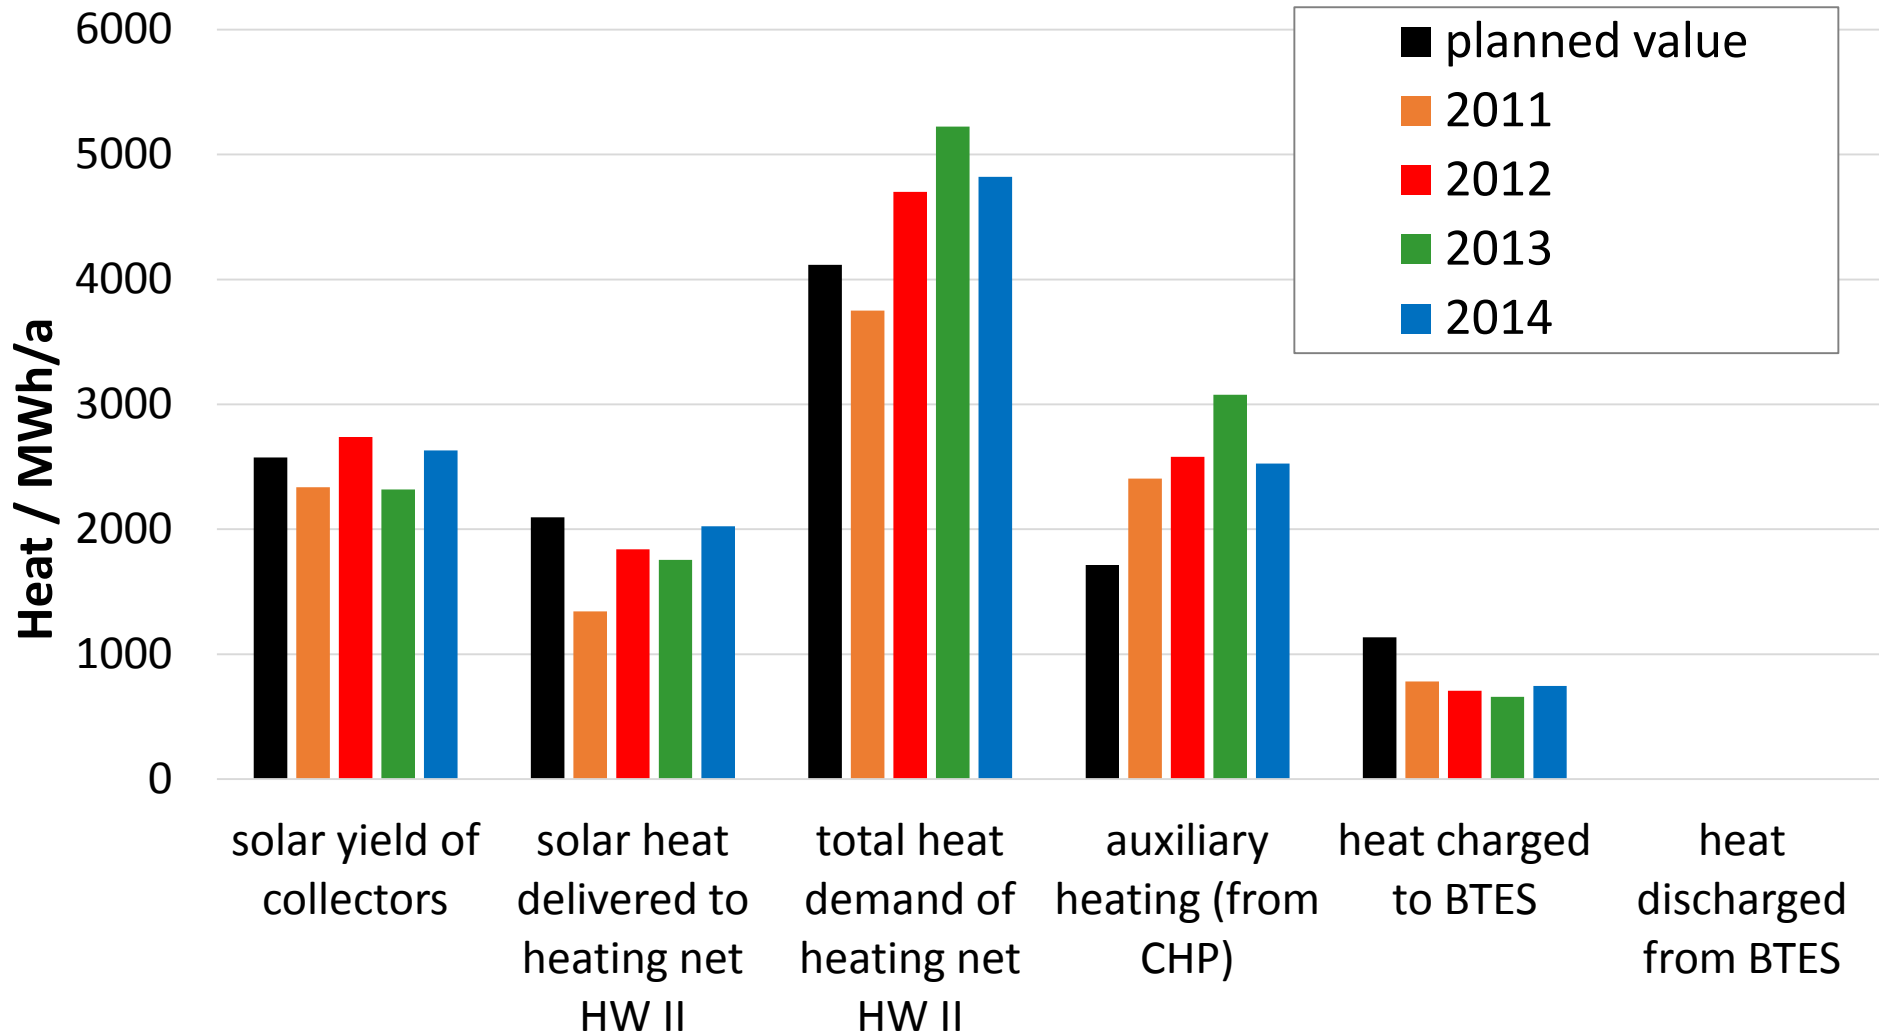 6000
5000
4000
3000
2000
1000
0
Heat / MWh/a
planned value
2011
2012
2013
2014
solar yield of
collectors
solar heat
delivered to
heating net
HW II
total heat
demand of
heating net
HW II
auxiliary
heating (from
CHP)
heat charged
to BTES
heat
discharged
from BTES